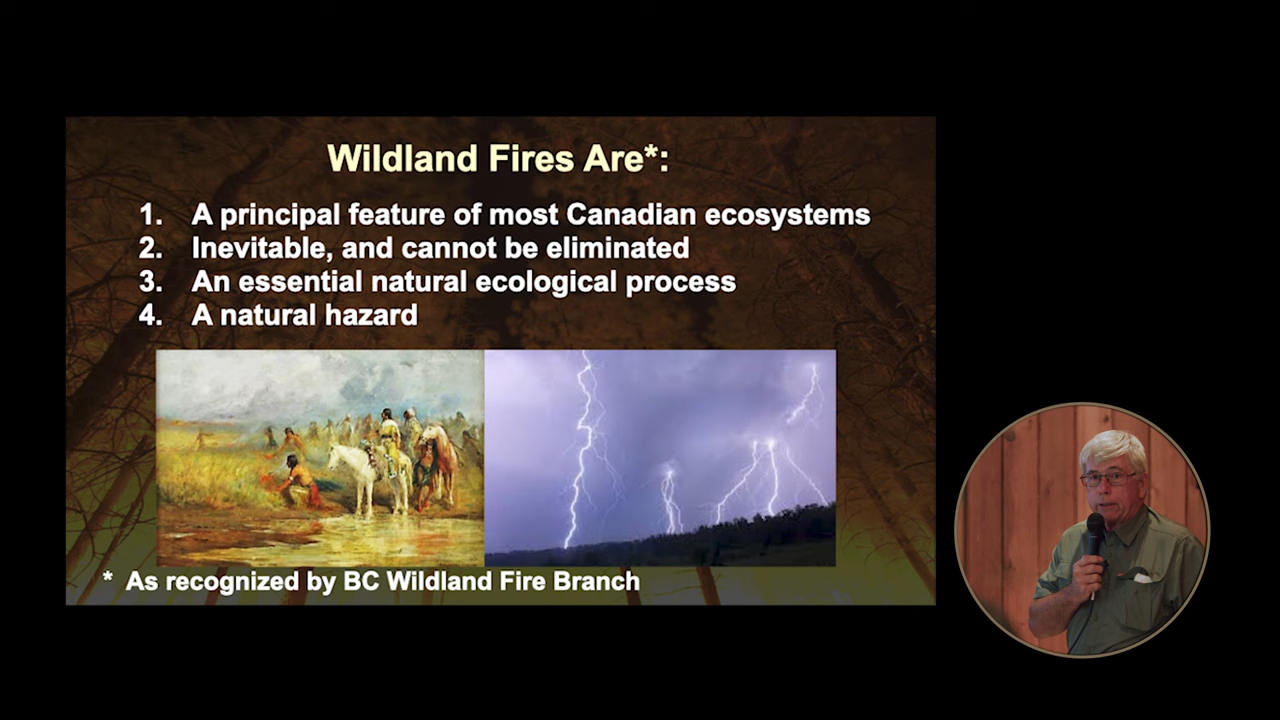 Wildland Fires Are*:
1. A principal feature of most Canadian ecosystems
2. Inevitable, and cannot be eliminated
3. An essential natural ecological process
4. A natural hazard
* As recognized by BC Wildland Fire Branch